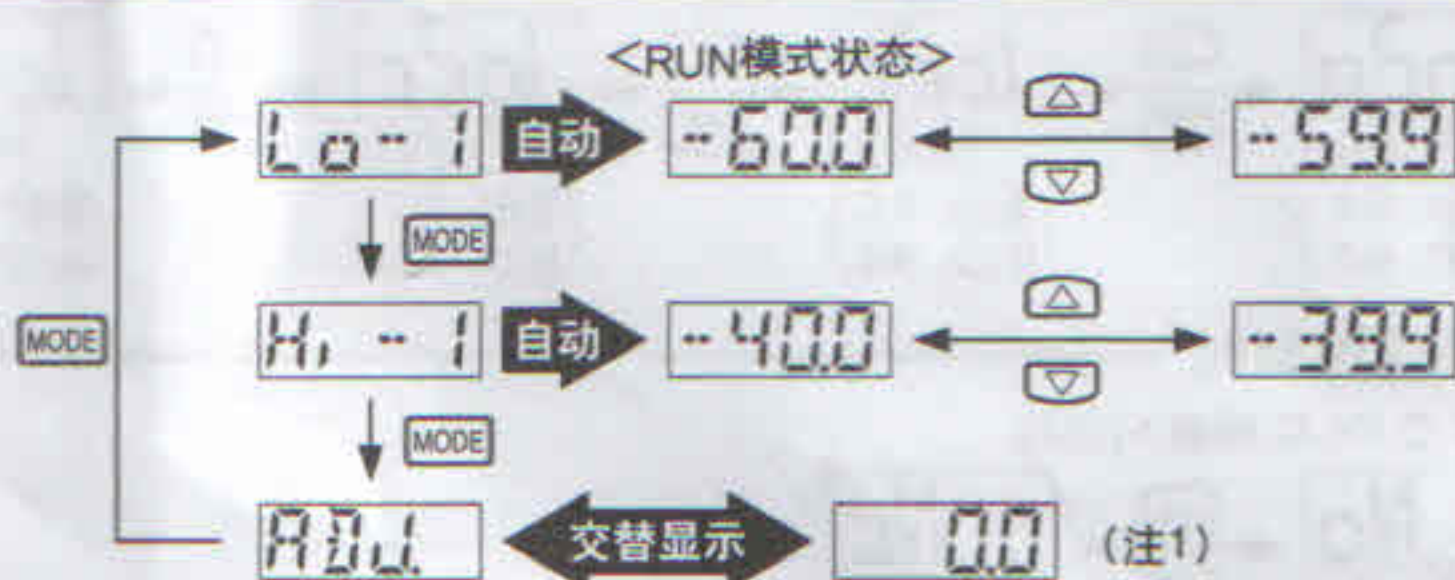 <RUN模式状态>
Lo-1 自动 -60.0 △ ▽ -59.9
MODE
MODE Hi-1 自动 -40.0 △ ▽ -39.9
MODE
ADJ. 交替显示 0.0 (注1)